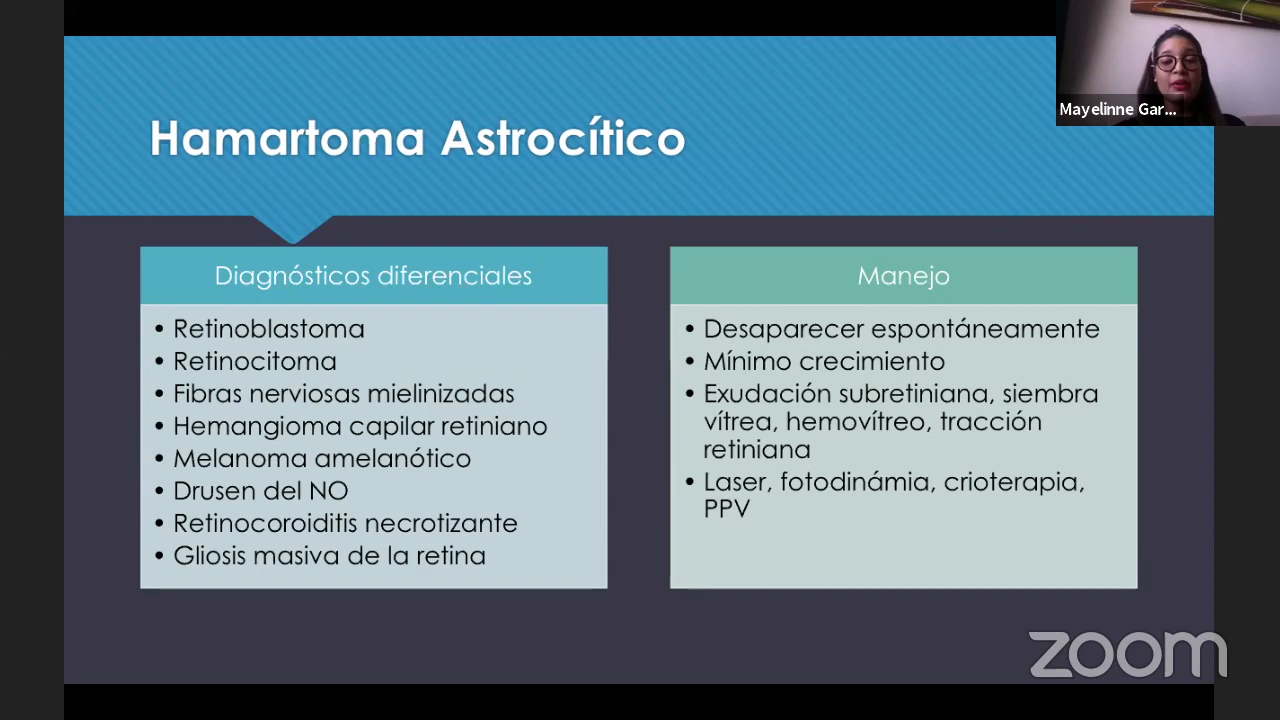 Mayelinne Gar...
Hamartoma Astrocítico
Diagnósticos diferenciales
• Retinoblastoma
• Retinocitoma
• Fibras nerviosas mielinizadas
• Hemangioma capilar retiniano
• Melanoma amelanótico
• Drusen del NO
• Retinocoroiditis necrotizante
• Gliosis masiva de la retina
Manejo
• Desaparecer espontáneamente
• Mínimo crecimiento
• Exudación subretiniana, siembra
vítrea, hemovítreo, tracción
retiniana
• Laser, fotodinámia, crioterapia,
PPV
zoom